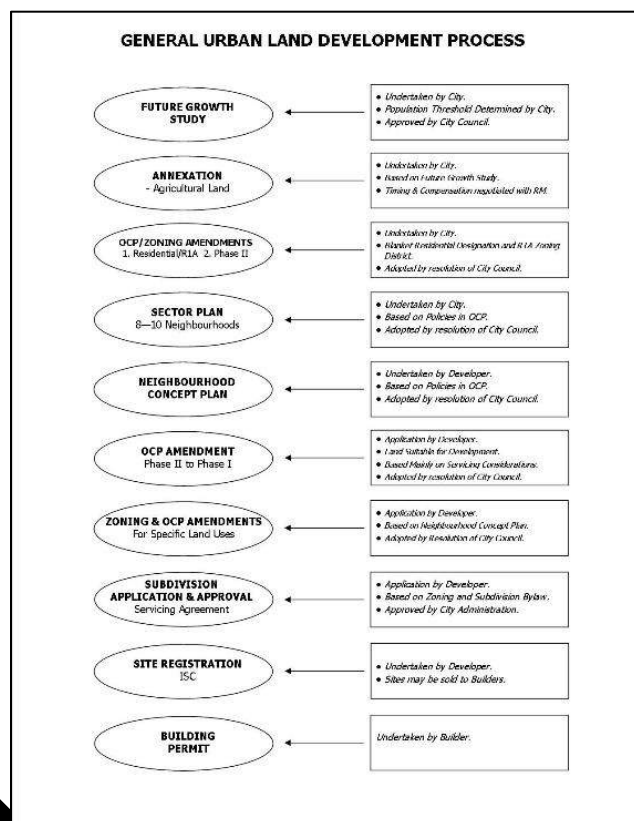 GENERAL URBAN LAND DEVELOPMENT PROCESS
FUTURE GROWTH
STUDY
• Undertaken by City.
• Population Threshold Determined by City.
• Approved by City Council.
ANNEXATION
- Agricultural Land
• Undertaken by City.
• Based on Future Growth Study.
• Timing & Compensation negotiated with RM.
OCP/ZONING AMENDMENTS
1. Residential/R1A 2. Phase II
• Undertaken by City.
• Blanket Residential Designation and R1A Zoning
District.
• Adopted by resolution of City Council.
SECTOR PLAN
8—10 Neighbourhoods
• Undertaken by City.
• Based on Policies in OCP.
• Adopted by resolution of City Council.
NEIGHBOURHOOD
CONCEPT PLAN
• Undertaken by Developer.
• Based on Policies in OCP.
• Adopted by resolution of City Council.
OCP AMENDMENT
Phase II to Phase I
• Application by Developer.
• Land Suitable for Development.
• Based Mainly on Servicing Considerations.
• Adopted by resolution of City Council.
ZONING & OCP AMENDMENTS
For Specific Land Uses
• Application by Developer.
• Based on Neighbourhood Concept Plan.
• Adopted by Resolution of City Council.
SUBDIVISION
APPLICATION & APPROVAL
Servicing Agreement
• Application by Developer.
• Based on Zoning and Subdivision Bylaw.
• Approved by City Administration.
SITE REGISTRATION
ISC
• Undertaken by Developer.
• Sites may be sold to Builders.
BUILDING
PERMIT
Undertaken by Builder.